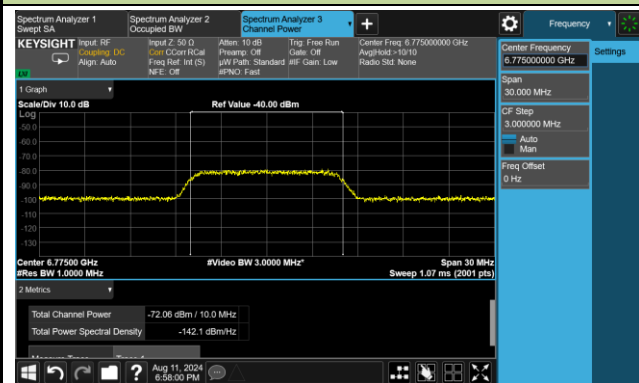 Spectrum Analyzer 1
Swept SA
Spectrum Analyzer 2
Occupied BW
Spectrum Analyzer 3
Channel Power
Frequency
KEYSIGHT
Input: RF
Coupling: DC
Align: Auto
Input Z: 50 Ω
Corr CCorr RCal
Freq Ref: Int (S)
NFE: Off
Atten: 10 dB
Preamp: Off
µW Path: Standard
#PNO: Fast
Trig: Free Run
Gate: Off
#IF Gain: Low
Center Freq: 6.775000000 GHz
Avg|Hold:>10/10
Radio Std: None
Center Frequency
6.775000000 GHz
Settings
Span
30.000 MHz
CF Step
3.000000 MHz
Auto
Man
Freq Offset
0 Hz
1 Graph
Scale/Div 10.0 dB
Ref Value -40.00 dBm
Log
-50.0
-60.0
-70.0
-80.0
-90.0
-100
-110
-120
-130
Center 6.77500 GHz
#Video BW 3.0000 MHz*
Span 30 MHz
#Res BW 1.0000 MHz
Sweep 1.07 ms (2001 pts)
2 Metrics
Total Channel Power
-72.06 dBm / 10.0 MHz
Total Power Spectral Density
-142.1 dBm/Hz
Aug 11, 2024
6:58:00 PM